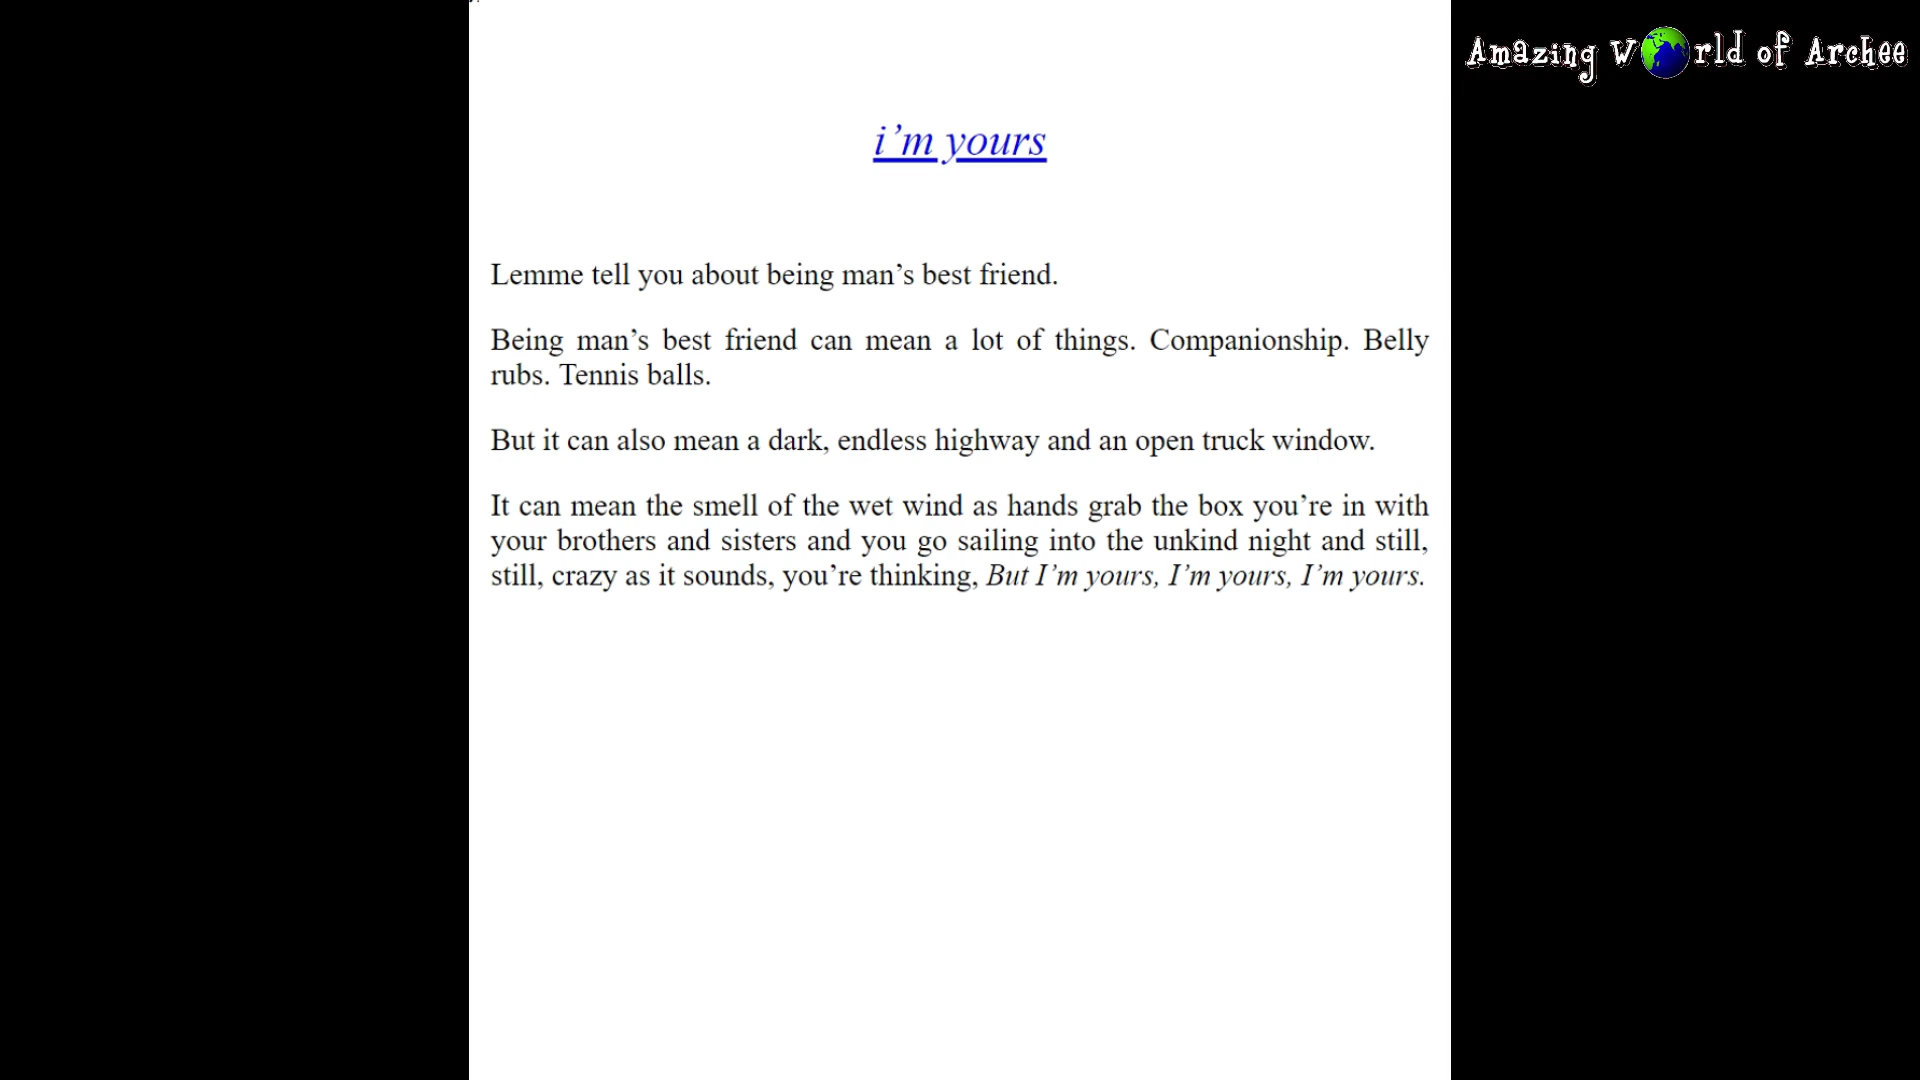 Amazing World of Archee
i’m yours
Lemme tell you about being man’s best friend.
Being man’s best friend can mean a lot of things. Companionship. Belly
rubs. Tennis balls.
But it can also mean a dark, endless highway and an open truck window.
It can mean the smell of the wet wind as hands grab the box you’re in with
your brothers and sisters and you go sailing into the unkind night and still,
still, crazy as it sounds, you’re thinking, But I’m yours, I’m yours, I’m yours.